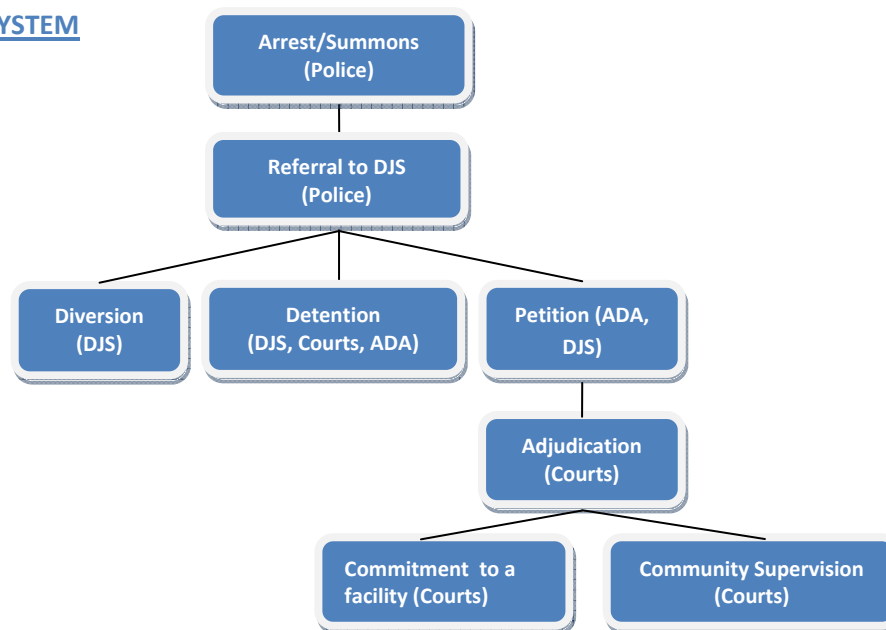 YSTEM
Arrest/Summons
(Police)
Referral to DJS
(Police)
Diversion
(DJS)
Detention
(DJS, Courts, ADA)
Petition (ADA,
DJS)
Adjudication
(Courts)
Commitment to a
facility (Courts)
Community Supervision
(Courts)